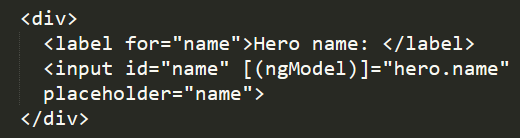 <div>
<label for="name">Hero name: </label>
<input id="name" [(ngModel)]="hero.name"
placeholder="name">
</div>